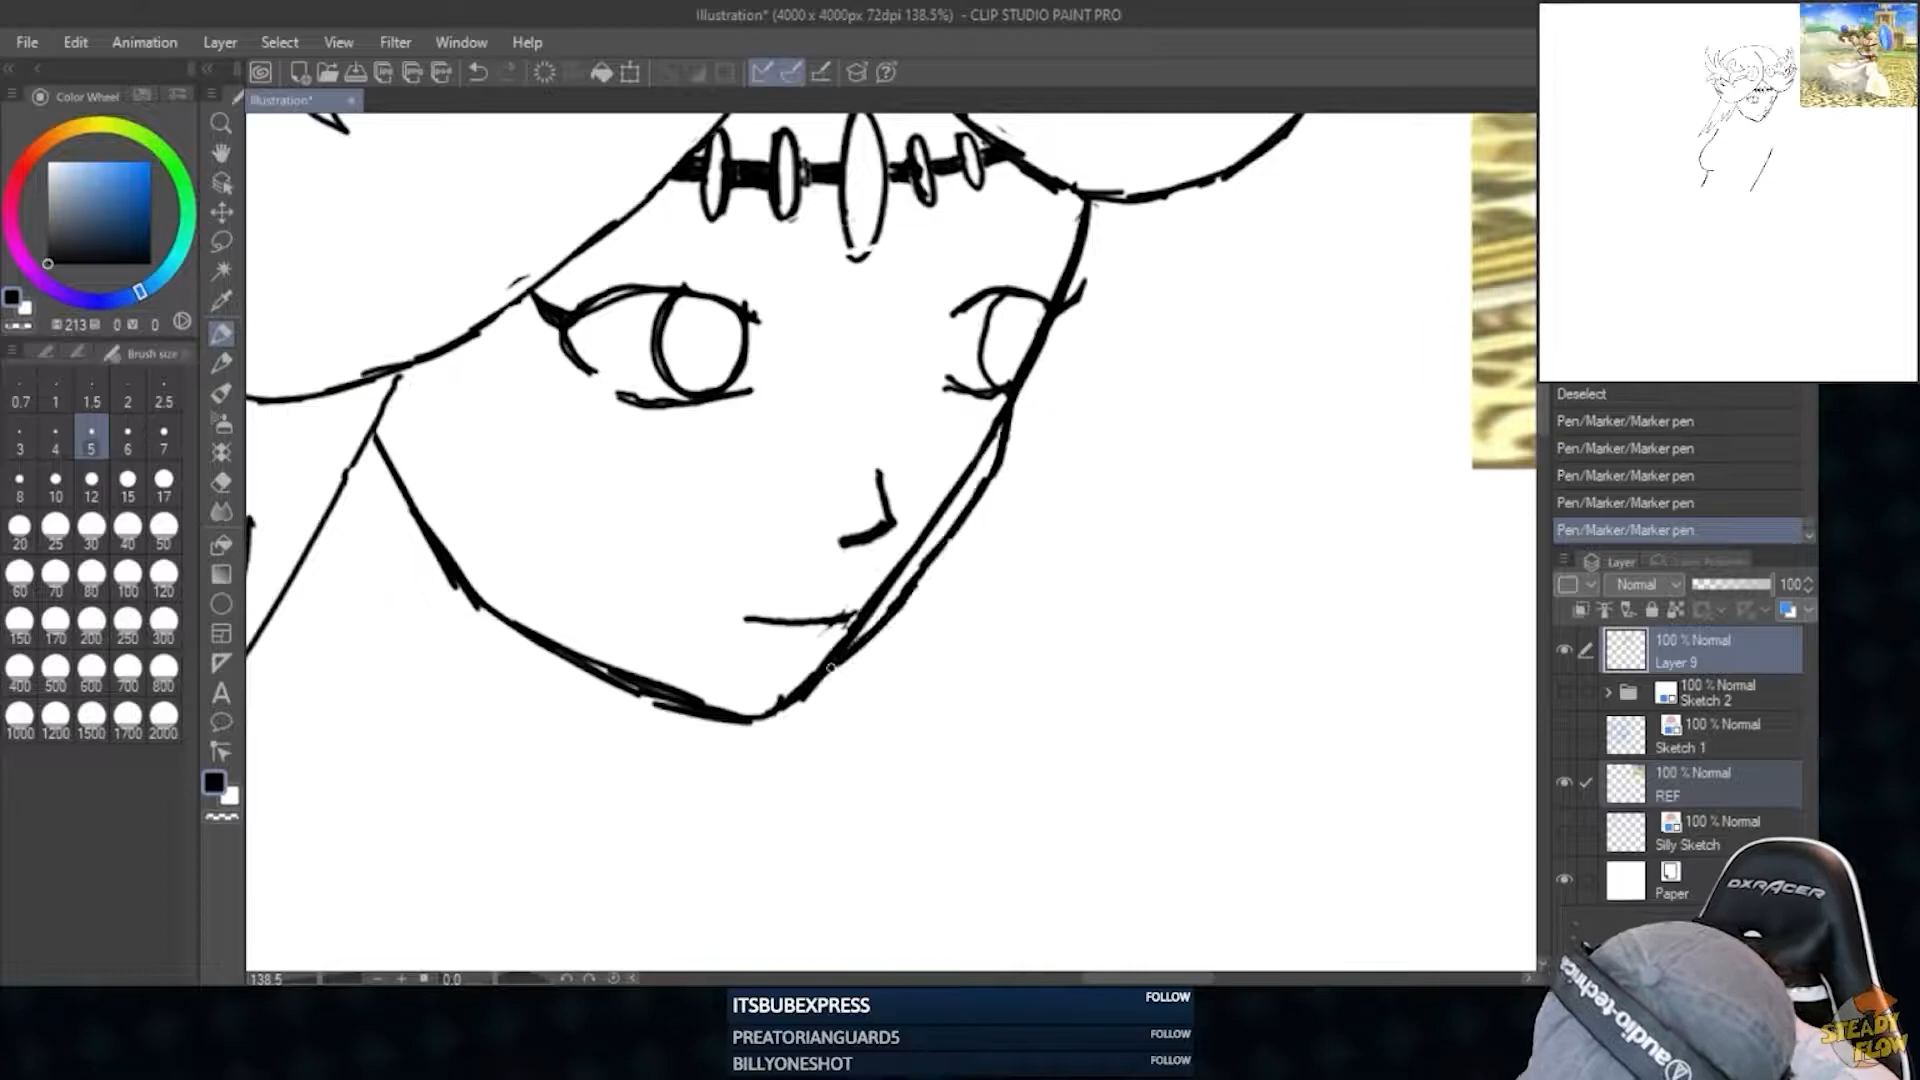 Illustration* (4000 x 4000px 72dpi 138.5%) - CLIP STUDIO PAINT PRO
File Edit Animation Layer Select View Filter Window Help
Color Wheel
Illustration*
213 0 0
Brush size
0.7 1 1.5 2 2.5
3 4 5 6 7
8 10 12 15 17
20 25 30 40 50
60 70 80 100 120
150 170 200 250 300
400 500 600 700 800
1000 1200 1500 1700 2000
138.5 0.0
Deselect
Pen/Marker/Marker pen
Pen/Marker/Marker pen
Pen/Marker/Marker pen
Pen/Marker/Marker pen
Pen/Marker/Marker pen
Layer
Normal 100
100 % Normal
Layer 9
100 % Normal
Sketch 2
100 % Normal
Sketch 1
100 % Normal
REF
100 % Normal
Silly Sketch
Paper
DXRACER
audio-technica
STEADY
FLOW
ITSBUBEXPRESS FOLLOW
PREATORIANGUARD5 FOLLOW
BILLYONESHOT FOLLOW